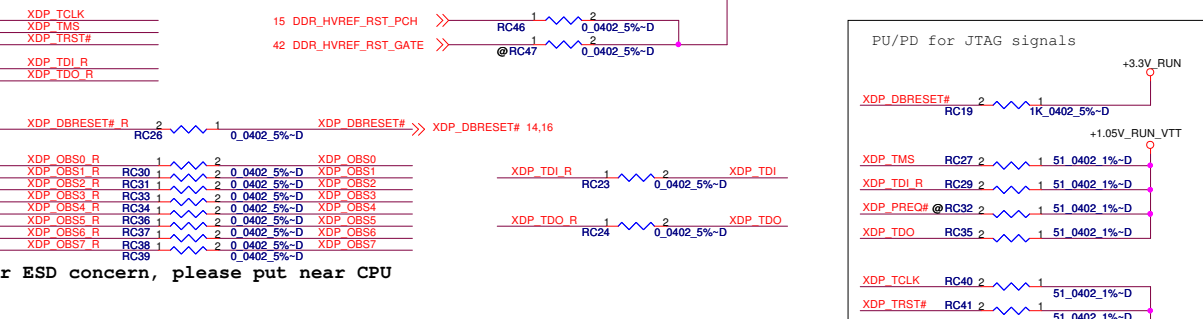 XDP_TCLK
XDP_TMS
XDP_TRST#
XDP_TDI_R
XDP_TDO_R
15 DDR_HVREF_RST_PCH
1 2
RC46 0_0402_5%~D
42 DDR_HVREF_RST_GATE
1 2
@RC47 0_0402_5%~D
XDP_DBRESET#_R 2 1 XDP_DBRESET# XDP_DBRESET# 14,16
RC26 0_0402_5%~D
XDP_OBS0_R 1 2 XDP_OBS0
RC30 0_0402_5%~D
XDP_OBS1_R 1 2 XDP_OBS1
RC31 0_0402_5%~D
XDP_OBS2_R 1 2 XDP_OBS2
RC33 0_0402_5%~D
XDP_OBS3_R 1 2 XDP_OBS3
RC34 0_0402_5%~D
XDP_OBS4_R 1 2 XDP_OBS4
RC36 0_0402_5%~D
XDP_OBS5_R 1 2 XDP_OBS5
RC37 0_0402_5%~D
XDP_OBS6_R 1 2 XDP_OBS6
RC38 0_0402_5%~D
XDP_OBS7_R 1 2 XDP_OBS7
RC39 0_0402_5%~D
r ESD concern, please put near CPU
XDP_TDI_R 1 2 XDP_TDI
RC23 0_0402_5%~D
XDP_TDO_R 1 2 XDP_TDO
RC24 0_0402_5%~D
PU/PD for JTAG signals
+3.3V_RUN
XDP_DBRESET# 2 1
RC19 1K_0402_5%~D
+1.05V_RUN_VTT
XDP_TMS RC27 2 1 51_0402_1%~D
XDP_TDI_R RC29 2 1 51_0402_1%~D
XDP_PREQ# @RC32 2 1 51_0402_1%~D
XDP_TDO RC35 2 1 51_0402_1%~D
XDP_TCLK RC40 2 1
51_0402_1%~D
XDP_TRST# RC41 2 1
51_0402_1%~D